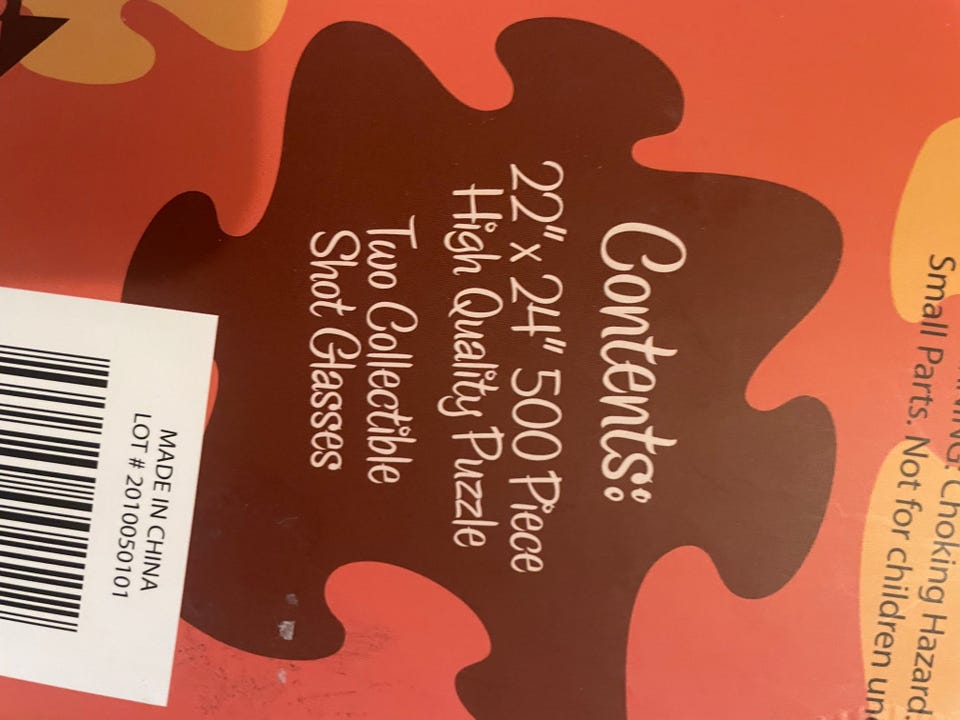 Contents:
22" x 24" 500 Piece
High Quality Puzzle
Two Collectible
Shot Glasses
Choking Hazard
Small Parts. Not for children
MADE IN CHINA
LOT # 2010050101